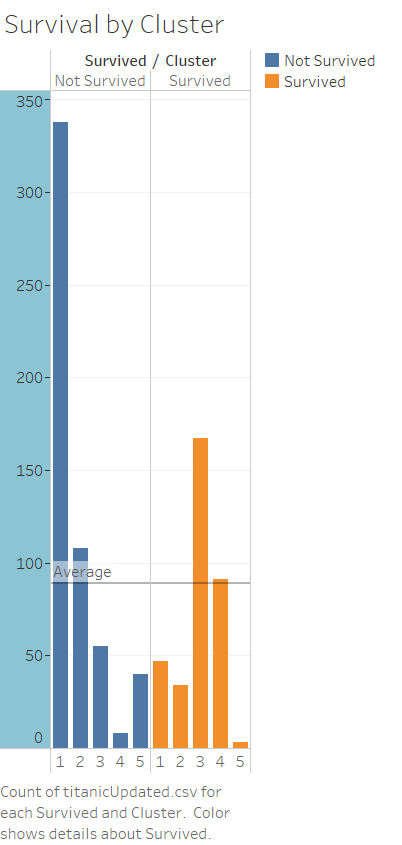 Survival by Cluster
Survived / Cluster
Not Survived Survived
Not Survived
Survived
350
300
250
200
150
100
50
0
Average
1 2 3 4 5 1 2 3 4 5
Count of titanicUpdated.csv for
each Survived and Cluster. Color
shows details about Survived.